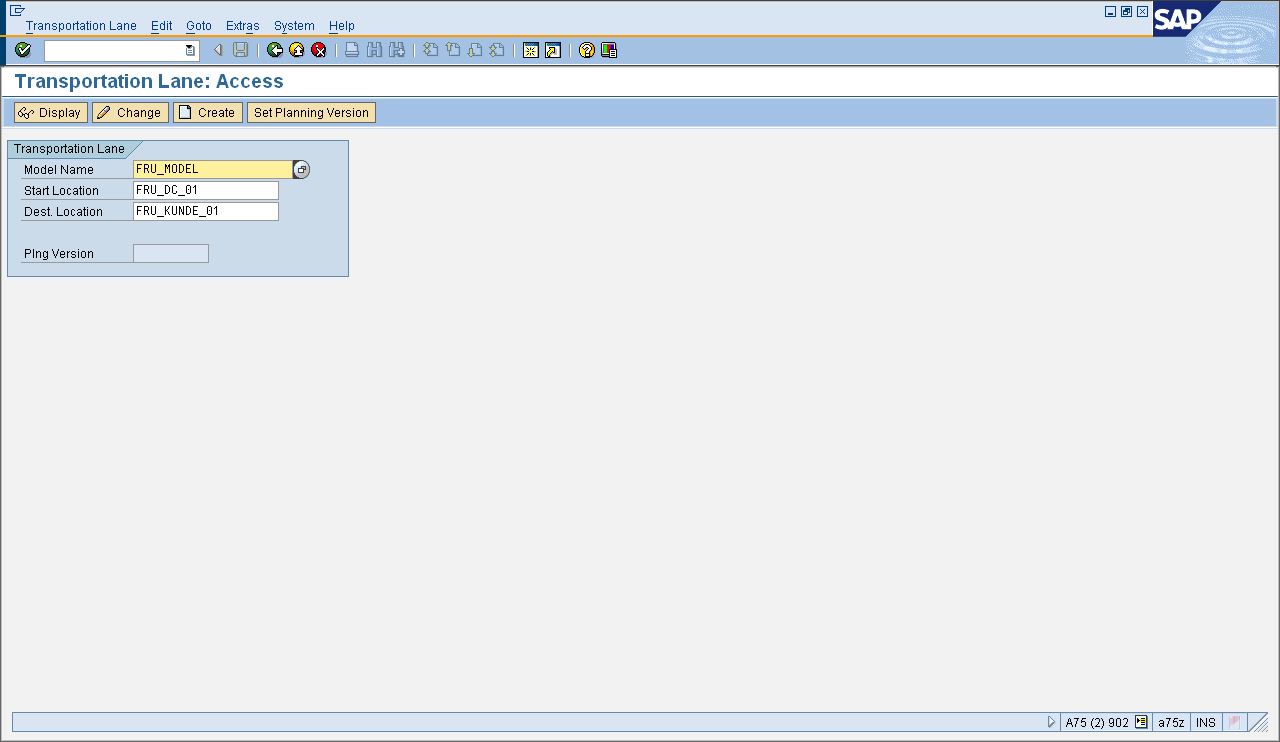 Transportation Lane Edit Goto Extras System Help
SAP
Transportation Lane: Access
Display Change Create Set Planning Version
Transportation Lane
Model Name FRU_MODEL
Start Location FRU_DC_01
Dest. Location FRU_KUNDE_01
Plng Version
A75 (2) 902 a75z INS